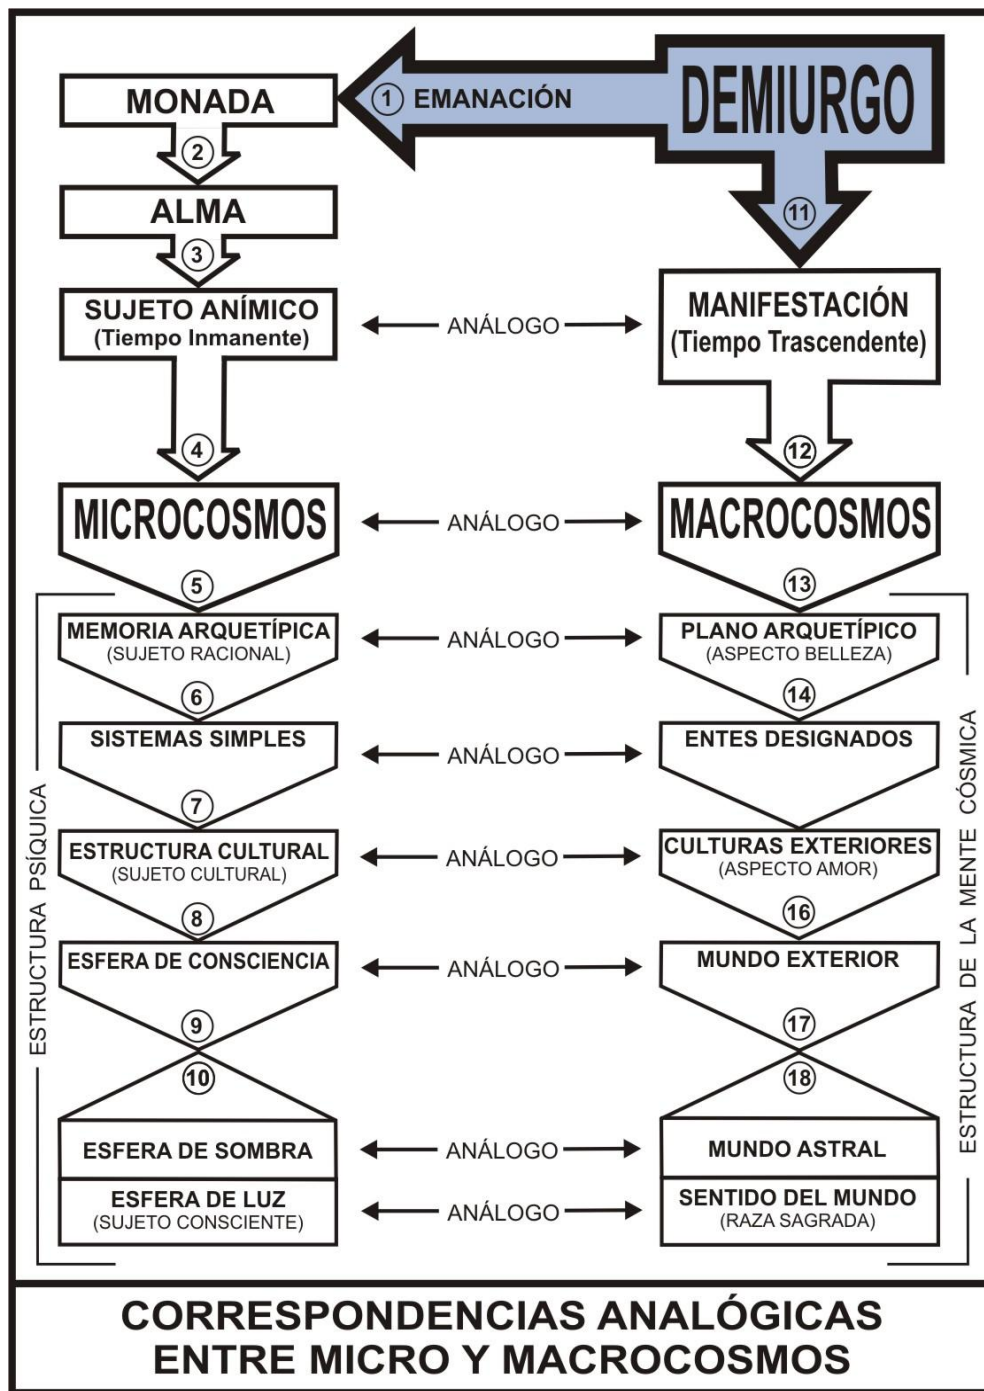 DEMIURGO
1 EMANACIÓN
MONADA
2
11
ALMA
3
SUJETO ANÍMICO
(Tiempo Inmanente)
ANÁLOGO
MANIFESTACIÓN
(Tiempo Trascendente)
4
12
MICROCOSMOS
ANÁLOGO
MACROCOSMOS
5
13
ESTRUCTURA PSÍQUICA
MEMORIA ARQUETÍPICA
(SUJETO RACIONAL)
ANÁLOGO
PLANO ARQUETÍPICO
(ASPECTO BELLEZA)
6
14
SISTEMAS SIMPLES
ANÁLOGO
ENTES DESIGNADOS
7
ESTRUCTURA CULTURAL
(SUJETO CULTURAL)
ANÁLOGO
CULTURAS EXTERIORES
(ASPECTO AMOR)
8
16
ESFERA DE CONSCIENCIA
ANÁLOGO
MUNDO EXTERIOR
9
17
10
18
ESFERA DE SOMBRA
ANÁLOGO
MUNDO ASTRAL
ESFERA DE LUZ
(SUJETO CONSCIENTE)
ANÁLOGO
SENTIDO DEL MUNDO
(RAZA SAGRADA)
ESTRUCTURA DE LA MENTE CÓSMICA
CORRESPONDENCIAS ANALÓGICAS
ENTRE MICRO Y MACROCOSMOS